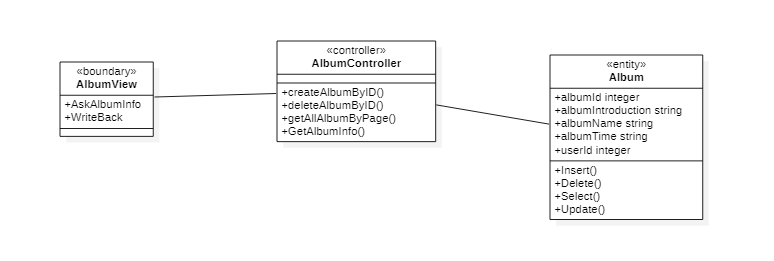 «boundary»
AlbumView
+AskAlbumInfo
+WriteBack
«controller»
AlbumController
+createAlbumByID()
+deleteAlbumByID()
+getAllAlbumByPage()
+GetAlbumInfo()
«entity»
Album
+albumId integer
+albumIntroduction string
+albumName string
+albumTime string
+userId integer
+Insert()
+Delete()
+Select()
+Update()